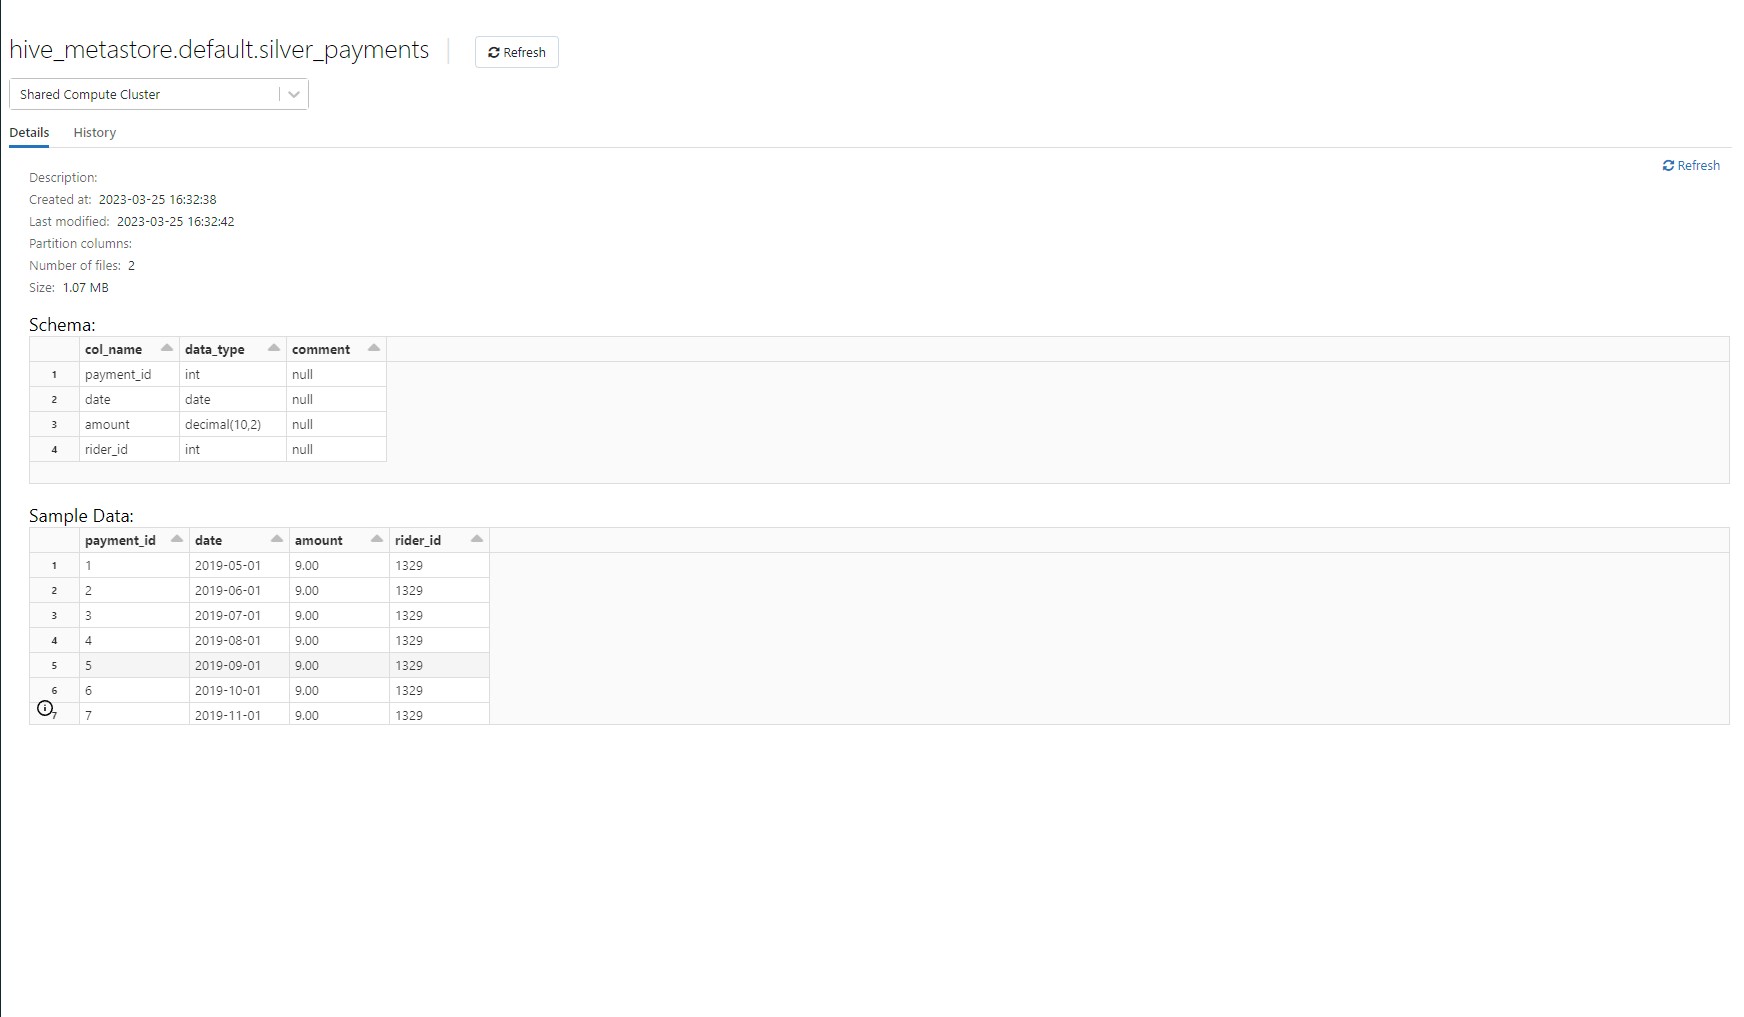 hive_metastore.default.silver_payments Refresh
Shared Compute Cluster
Details History
Refresh
Description:
Created at: 2023-03-25 16:32:38
Last modified: 2023-03-25 16:32:42
Partition columns:
Number of files: 2
Size: 1.07 MB
Schema:
col_name data_type comment
1 payment_id int null
2 date date null
3 amount decimal(10,2) null
4 rider_id int null
Sample Data:
payment_id date amount rider_id
1 1 2019-05-01 9.00 1329
2 2 2019-06-01 9.00 1329
3 3 2019-07-01 9.00 1329
4 4 2019-08-01 9.00 1329
5 5 2019-09-01 9.00 1329
6 6 2019-10-01 9.00 1329
7 7 2019-11-01 9.00 1329